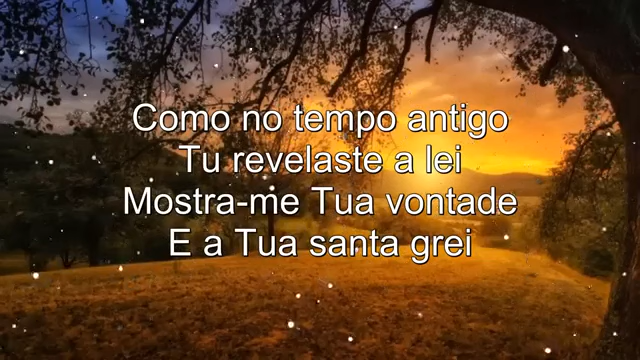 Como no tempo antigo
Tu revelaste a lei
Mostra-me Tua vontade
E a Tua santa grei